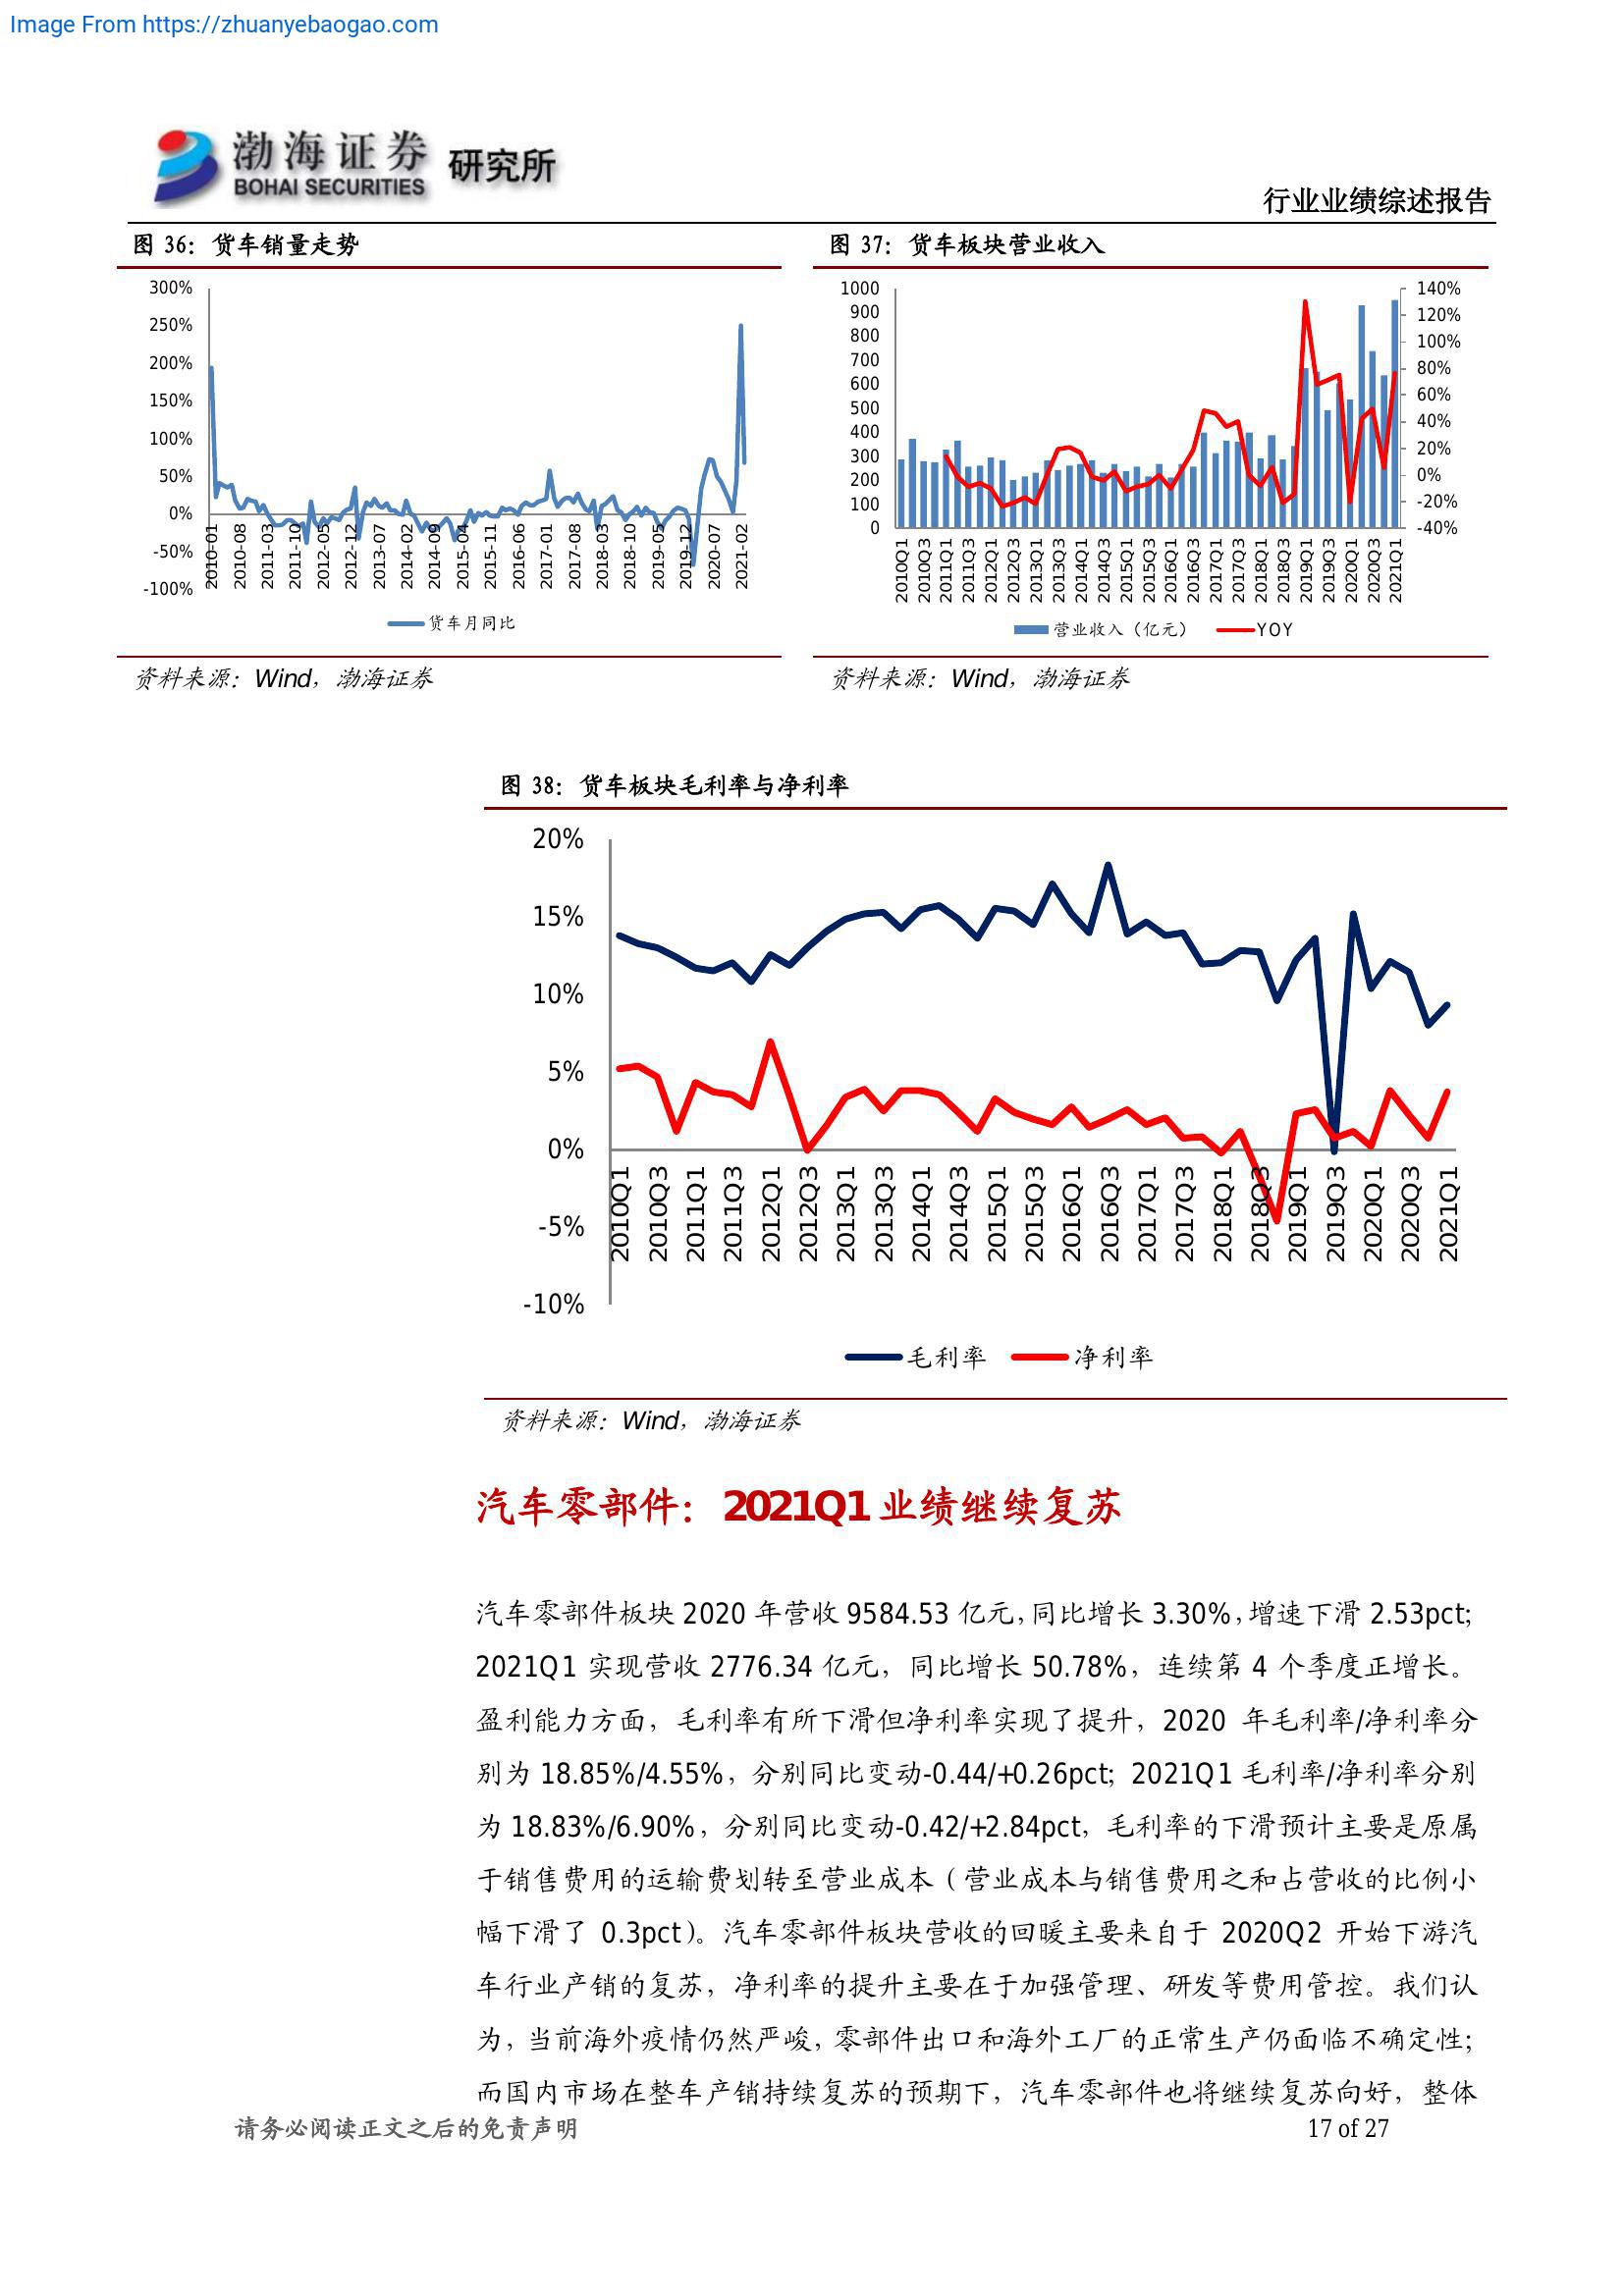 Image From https://zhuanyebaogao.com
渤海证券 研究所
BOHAI SECURITIES
行业业绩综述报告
图 36：货车销量走势
300%
250%
200%
150%
100%
50%
0%
-50%
-100%
2010-01 2010-08 2011-03 2011-10 2012-05 2012-12 2013-07 2014-02 2014-09 2015-04 2015-11 2016-06 2017-01 2017-08 2018-03 2018-10 2019-05 2019-12 2020-07 2021-02
货车月同比
资料来源：Wind，渤海证券
图 37：货车板块营业收入
1000
900
800
700
600
500
400
300
200
100
0
140%
120%
100%
80%
60%
40%
20%
0%
-20%
-40%
2010Q1 2010Q3 2011Q1 2011Q3 2012Q1 2012Q3 2013Q1 2013Q3 2014Q1 2014Q3 2015Q1 2015Q3 2016Q1 2016Q3 2017Q1 2017Q3 2018Q1 2018Q3 2019Q1 2019Q3 2020Q1 2020Q3 2021Q1
营业收入（亿元） YOY
资料来源：Wind，渤海证券
图 38：货车板块毛利率与净利率
20%
15%
10%
5%
0%
-5%
-10%
2010Q1 2010Q3 2011Q1 2011Q3 2012Q1 2012Q3 2013Q1 2013Q3 2014Q1 2014Q3 2015Q1 2015Q3 2016Q1 2016Q3 2017Q1 2017Q3 2018Q1 2018Q3 2019Q1 2019Q3 2020Q1 2020Q3 2021Q1
毛利率 净利率
资料来源：Wind，渤海证券
汽车零部件：2021Q1 业绩继续复苏
汽车零部件板块 2020 年营收 9584.53 亿元，同比增长 3.30%，增速下滑 2.53pct；
2021Q1 实现营收 2776.34 亿元，同比增长 50.78%，连续第 4 个季度正增长。
盈利能力方面，毛利率有所下滑但净利率实现了提升，2020 年毛利率/净利率分
别为 18.85%/4.55%，分别同比变动-0.44/+0.26pct；2021Q1 毛利率/净利率分别
为 18.83%/6.90%，分别同比变动-0.42/+2.84pct，毛利率的下滑预计主要是原属
于销售费用的运输费划转至营业成本（营业成本与销售费用之和占营收的比例小
幅下滑了 0.3pct）。汽车零部件板块营收的回暖主要来自于 2020Q2 开始下游汽
车行业产销的复苏，净利率的提升主要在于加强管理、研发等费用管控。我们认
为，当前海外疫情仍然严峻，零部件出口和海外工厂的正常生产仍面临不确定性；
而国内市场在整车产销持续复苏的预期下，汽车零部件也将继续复苏向好，整体
请务必阅读正文之后的免责声明
17 of 27